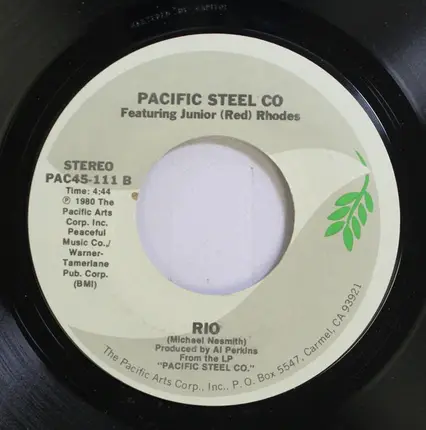 PACIFIC STEEL CO
Featuring Junior (Red) Rhodes
STEREO
PAC45-111 B
Time: 4:44
℗ 1980 The
Pacific Arts
Corp. Inc.
Peaceful
Music Co./
Warner-
Tamerlane
Pub. Corp.
(BMI)
RIO
(Michael Nesmith)
Produced by Al Perkins
From the LP
"PACIFIC STEEL CO."
The Pacific Arts Corp., Inc., P. O. Box 5547, Carmel, CA 93921